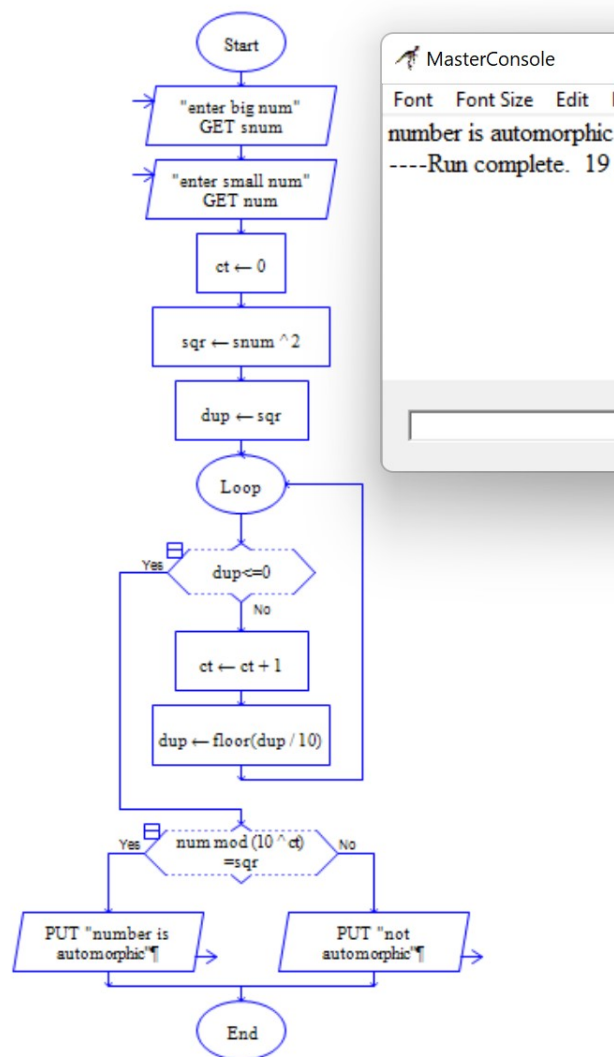 Start
"enter big num"
GET snum
"enter small num"
GET num
ct ← 0
sqr ← snum ^ 2
dup ← sqr
Loop
Yes
dup<=0
No
ct ← ct + 1
dup ← floor(dup / 10)
Yes
num mod (10 ^ ct)
=sqr
No
PUT "number is
automorphic"¶
PUT "not
automorphic"¶
End
MasterConsole
Font Font Size Edit
number is automorphic
----Run complete. 19